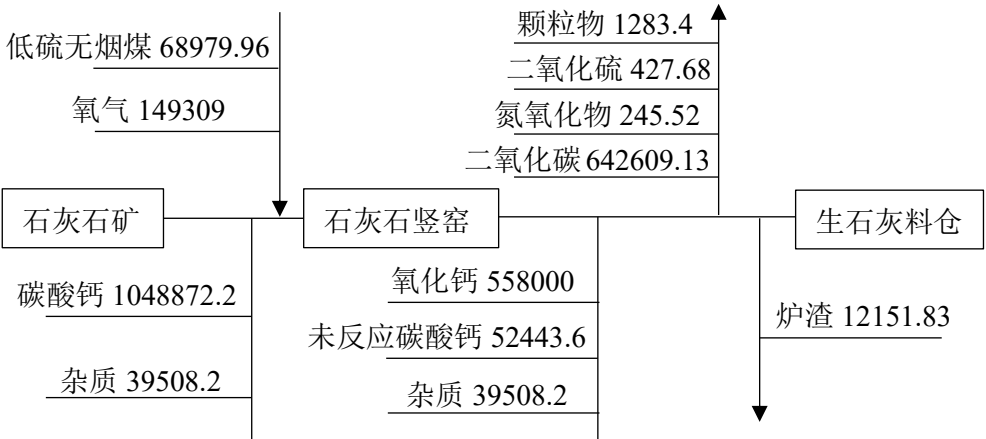 低硫无烟煤 68979.96
氧气 149309
颗粒物 1283.4
二氧化硫 427.68
氮氧化物 245.52
二氧化碳 642609.13
石灰石矿
石灰石竖窑
生石灰料仓
碳酸钙 1048872.2
杂质 39508.2
氧化钙 558000
未反应碳酸钙 52443.6
杂质 39508.2
炉渣 12151.83